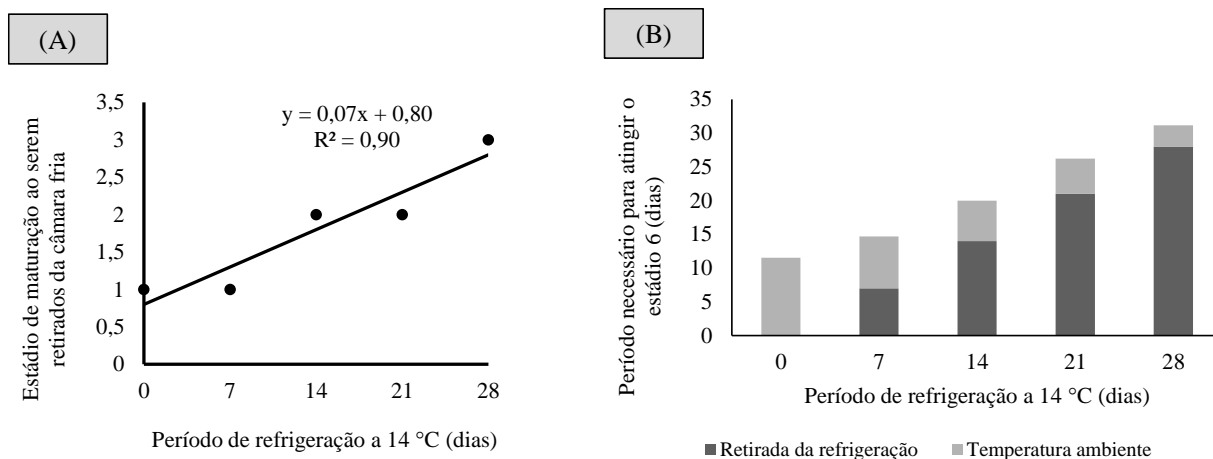 (A)
Estádio de maturação ao serem
retirados da câmara fria
3,5
3
2,5
2
1,5
1
0,5
0
y = 0,07x + 0,80
R² = 0,90
0 7 14 21 28
Período de refrigeração a 14 °C (dias)
(B)
Período necessário para atingir o
estádio 6 (dias)
35
30
25
20
15
10
5
0
0 7 14 21 28
Período de refrigeração a 14 °C (dias)
Retirada da refrigeração Temperatura ambiente